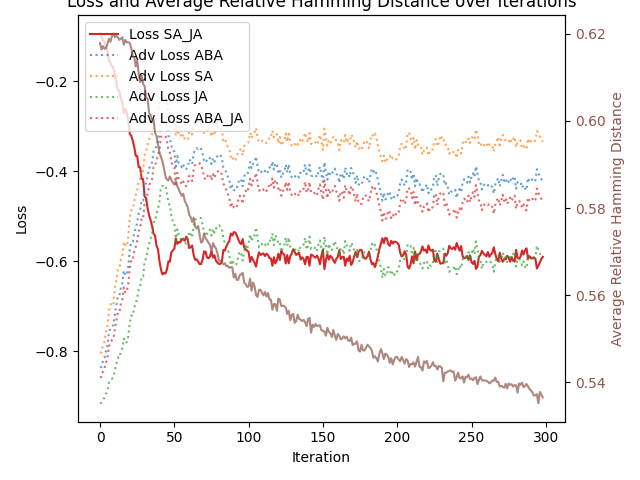 Loss and Average Relative Hamming Distance over Iterations
Loss SA_JA
Adv Loss ABA
Adv Loss SA
Adv Loss JA
Adv Loss ABA_JA
−0.2
−0.4
−0.6
−0.8
Loss
0.62
0.60
0.58
0.56
0.54
Average Relative Hamming Distance
0 50 100 150 200 250 300
Iteration